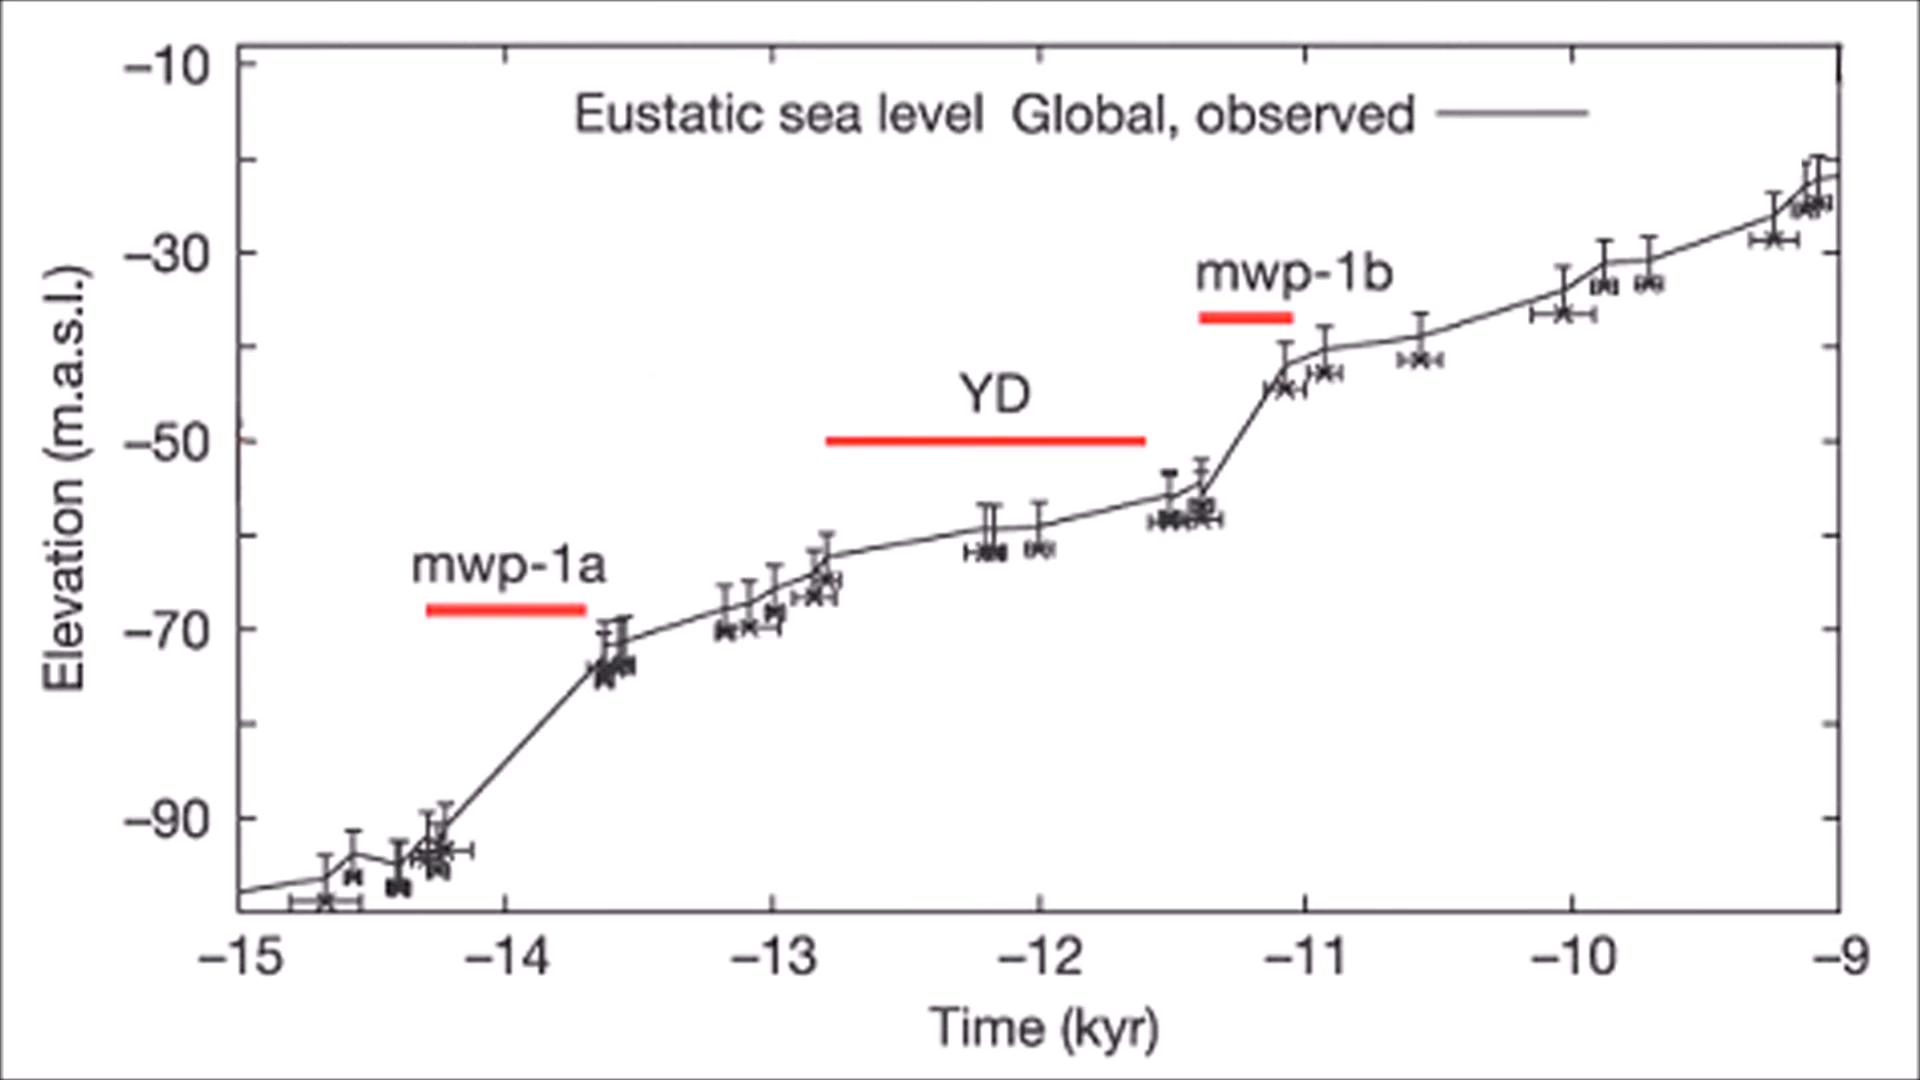 Eustatic sea level Global, observed
mwp-1b
YD
mwp-1a
Elevation (m.a.s.l.)
–10
–30
–50
–70
–90
–15 –14 –13 –12 –11 –10 –9
Time (kyr)